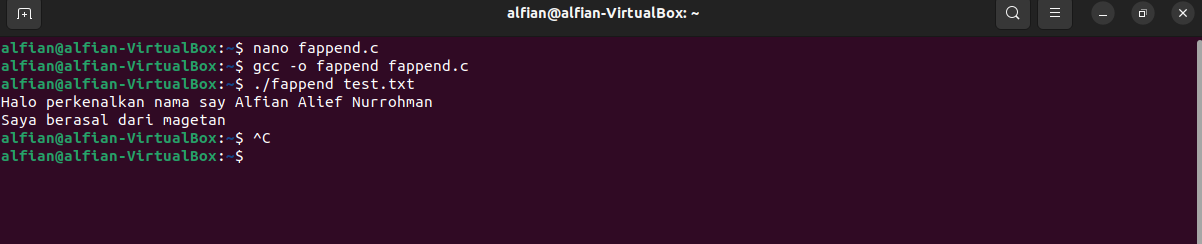 alfian@alfian-VirtualBox: ~
alfian@alfian-VirtualBox:~$ nano fappend.c
alfian@alfian-VirtualBox:~$ gcc -o fappend fappend.c
alfian@alfian-VirtualBox:~$ ./fappend test.txt
Halo perkenalkan nama say Alfian Alief Nurrohman
Saya berasal dari magetan
alfian@alfian-VirtualBox:~$ ^C
alfian@alfian-VirtualBox:~$